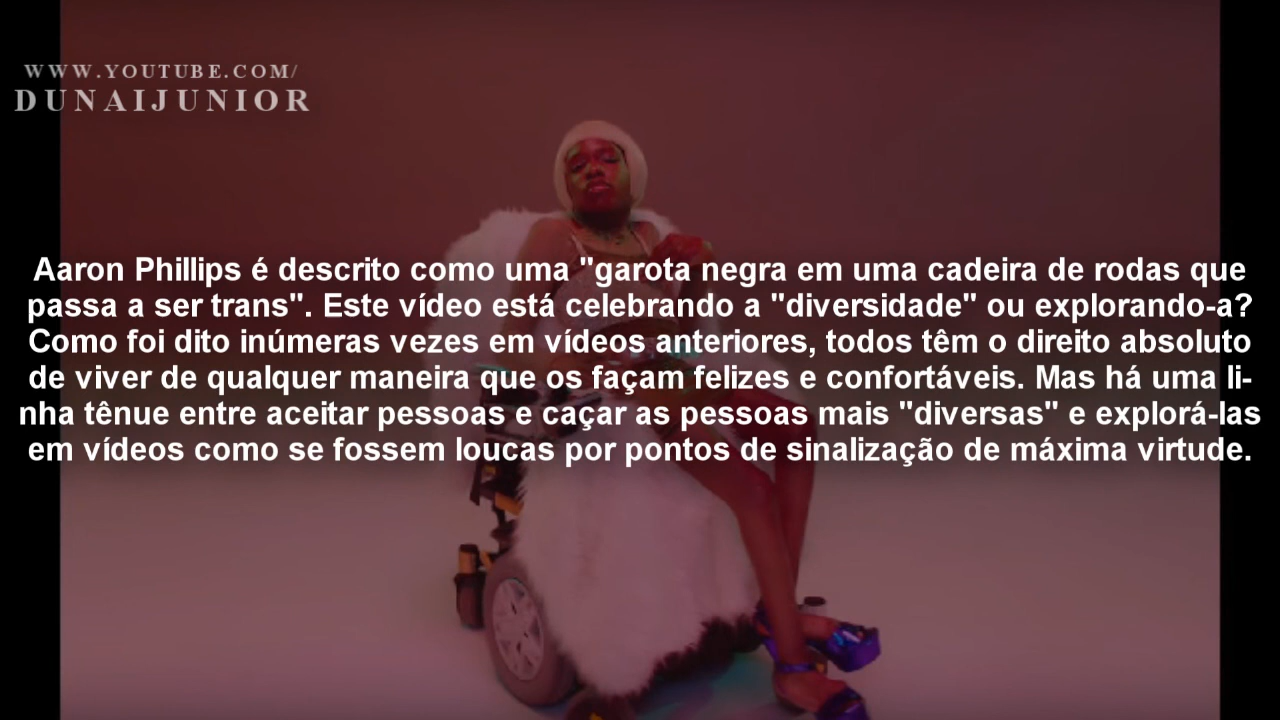 WWW.YOUTUBE.COM/
DUNAIJUNIOR
Aaron Phillips é descrito como uma "garota negra em uma cadeira de rodas que
passa a ser trans". Este vídeo está celebrando a "diversidade" ou explorando-a?
Como foi dito inúmeras vezes em vídeos anteriores, todos têm o direito absoluto
de viver de qualquer maneira que os façam felizes e confortáveis. Mas há uma li-
nha tênue entre aceitar pessoas e caçar as pessoas mais "diversas" e explorá-las
em vídeos como se fossem loucas por pontos de sinalização de máxima virtude.